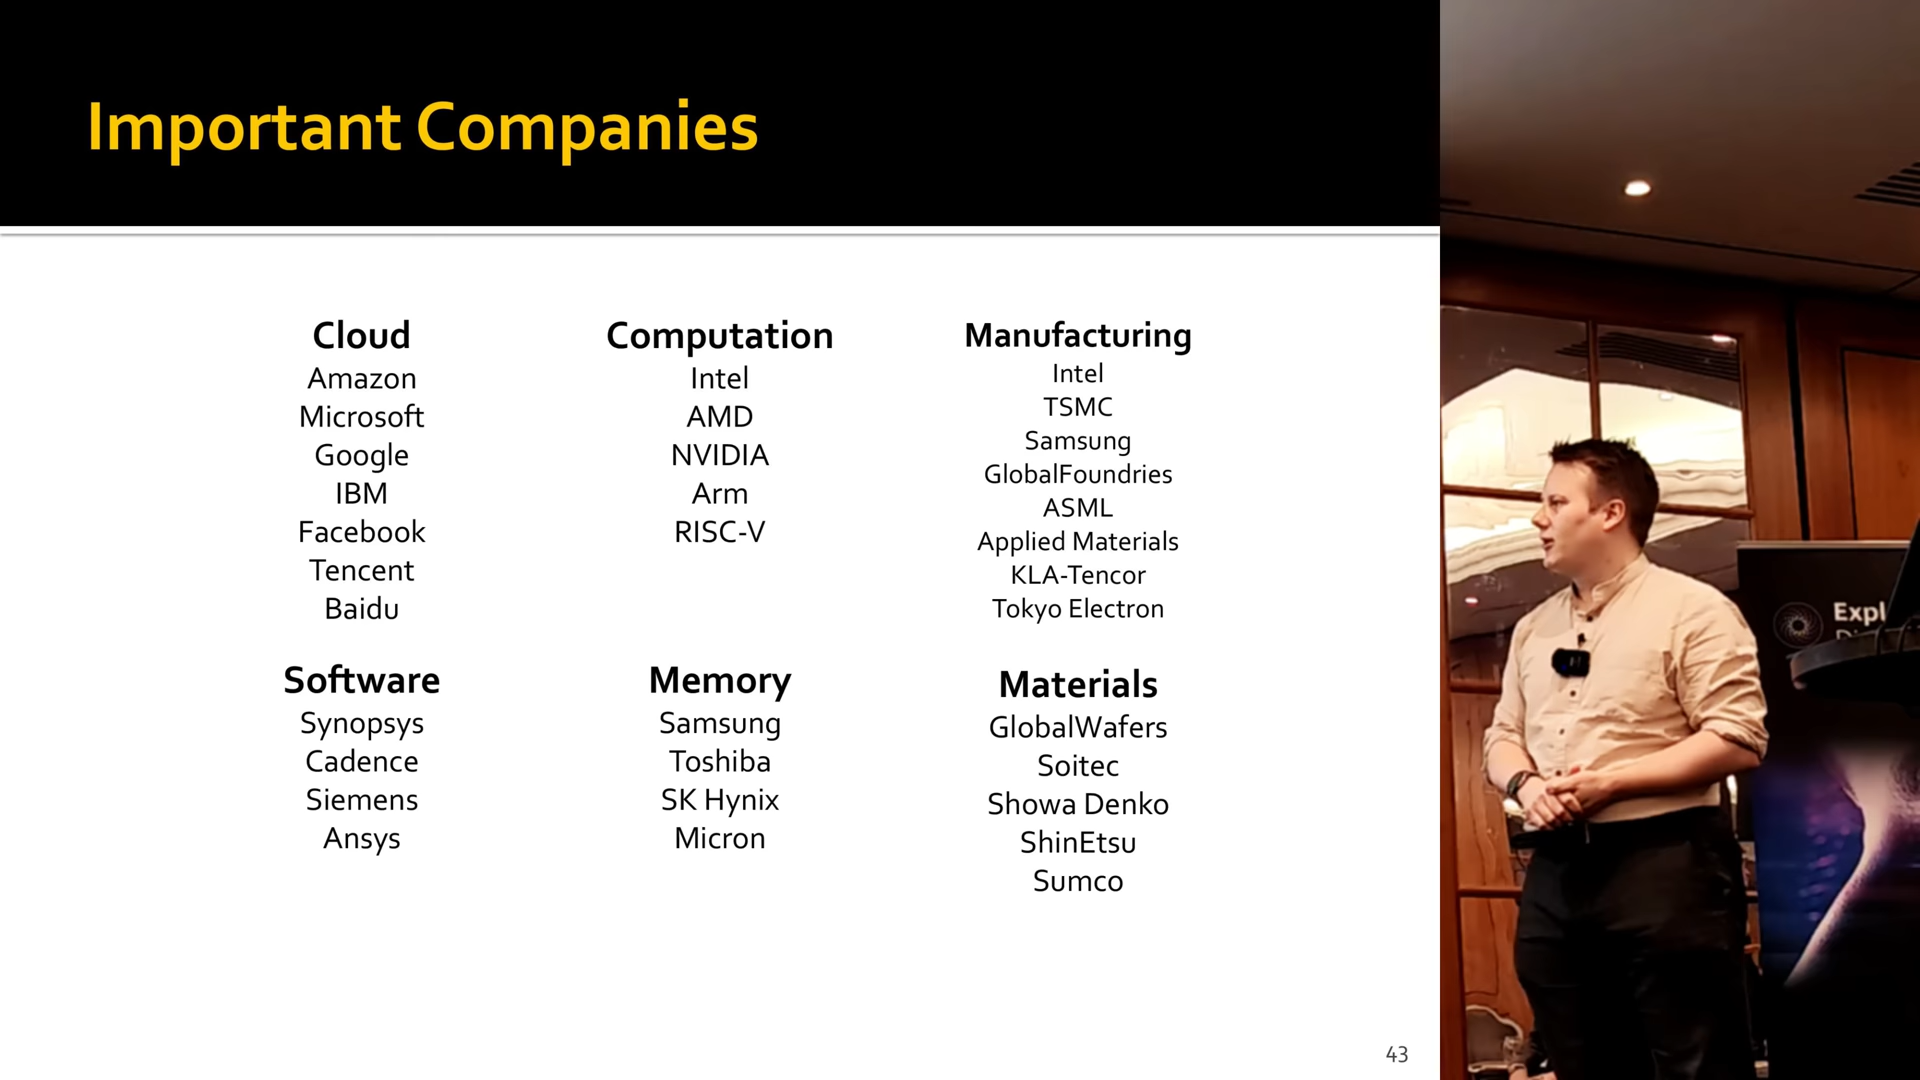 Important Companies
Cloud
Amazon
Microsoft
Google
IBM
Facebook
Tencent
Baidu
Computation
Intel
AMD
NVIDIA
Arm
RISC-V
Manufacturing
Intel
TSMC
Samsung
GlobalFoundries
ASML
Applied Materials
KLA-Tencor
Tokyo Electron
Software
Synopsys
Cadence
Siemens
Ansys
Memory
Samsung
Toshiba
SK Hynix
Micron
Materials
GlobalWafers
Soitec
Showa Denko
ShinEtsu
Sumco
43
Expl